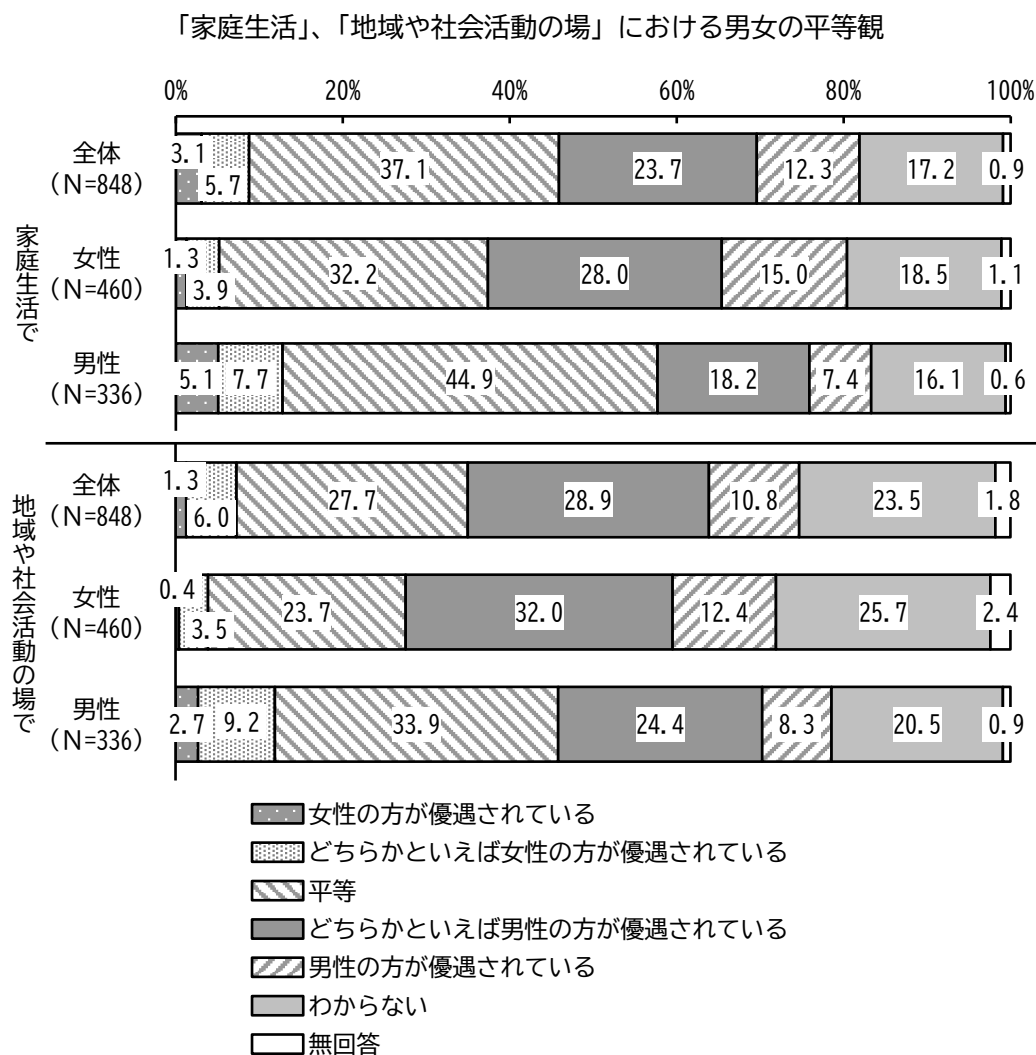 「家庭生活」、「地域や社会活動の場」における男女の平等観
0% 20% 40% 60% 80% 100%
家庭生活で
全体
（N=848）
3.1 5.7 37.1 23.7 12.3 17.2 0.9
女性
（N=460）
1.3 3.9 32.2 28.0 15.0 18.5 1.1
男性
（N=336）
5.1 7.7 44.9 18.2 7.4 16.1 0.6
地域や社会活動の場で
全体
（N=848）
1.3 6.0 27.7 28.9 10.8 23.5 1.8
女性
（N=460）
0.4 3.5 23.7 32.0 12.4 25.7 2.4
男性
（N=336）
2.7 9.2 33.9 24.4 8.3 20.5 0.9
女性の方が優遇されている
どちらかといえば女性の方が優遇されている
平等
どちらかといえば男性の方が優遇されている
男性の方が優遇されている
わからない
無回答